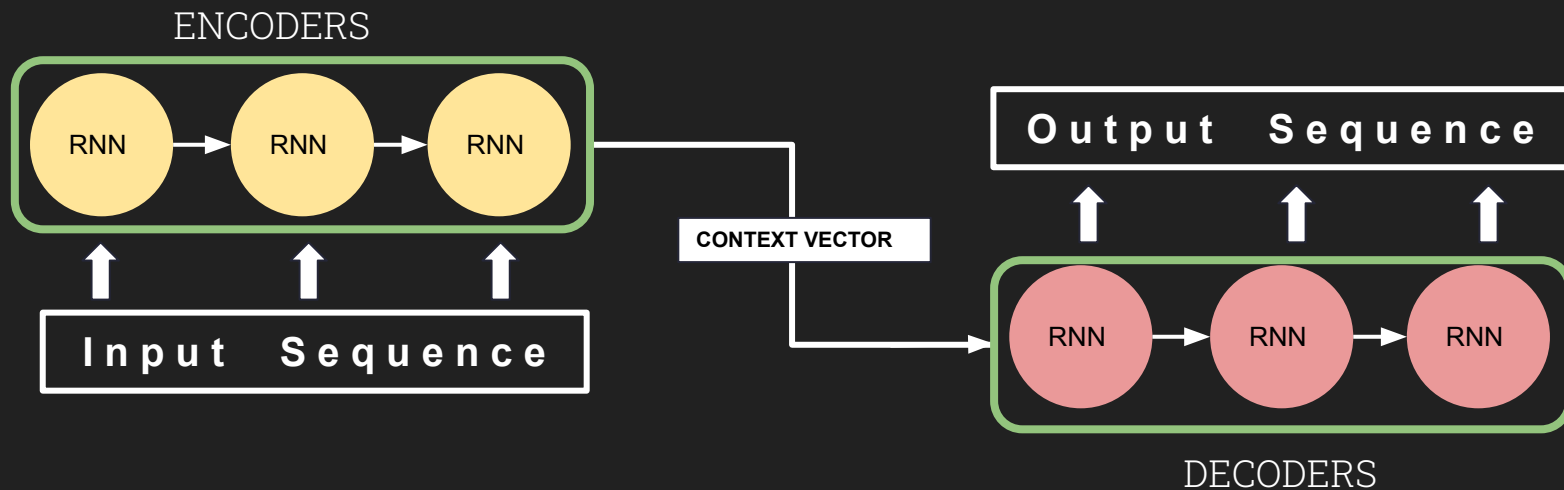 ENCODERS
RNN RNN RNN
Input Sequence
CONTEXT VECTOR
Output Sequence
RNN RNN RNN
DECODERS